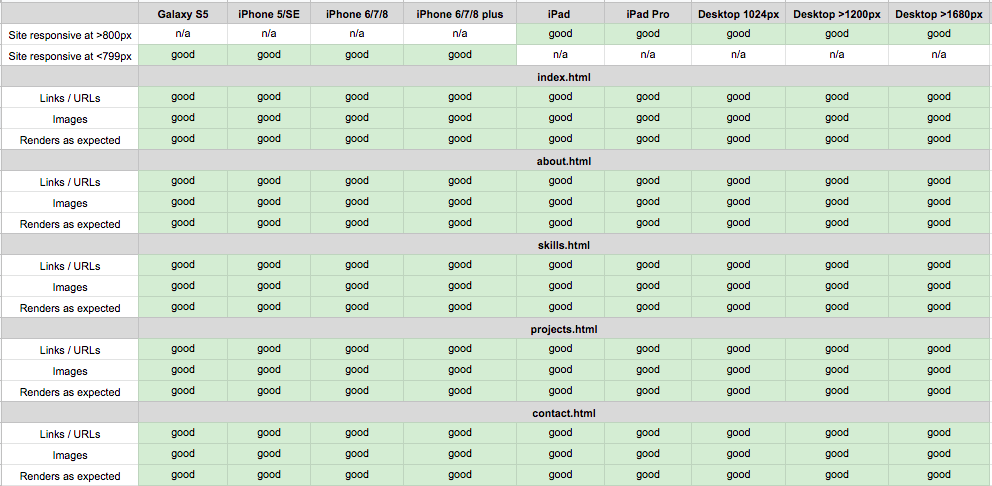 Galaxy S5 iPhone 5/SE iPhone 6/7/8 iPhone 6/7/8 plus iPad iPad Pro Desktop 1024px Desktop >1200px Desktop >1680px
Site responsive at >800px n/a n/a n/a n/a good good good good good
Site responsive at <799px good good good good n/a n/a n/a n/a n/a
index.html
Links / URLs good good good good good good good good good
Images good good good good good good good good good
Renders as expected good good good good good good good good good
about.html
Links / URLs good good good good good good good good good
Images good good good good good good good good good
Renders as expected good good good good good good good good good
skills.html
Links / URLs good good good good good good good good good
Images good good good good good good good good good
Renders as expected good good good good good good good good good
projects.html
Links / URLs good good good good good good good good good
Images good good good good good good good good good
Renders as expected good good good good good good good good good
contact.html
Links / URLs good good good good good good good good good
Images good good good good good good good good good
Renders as expected good good good good good good good good good